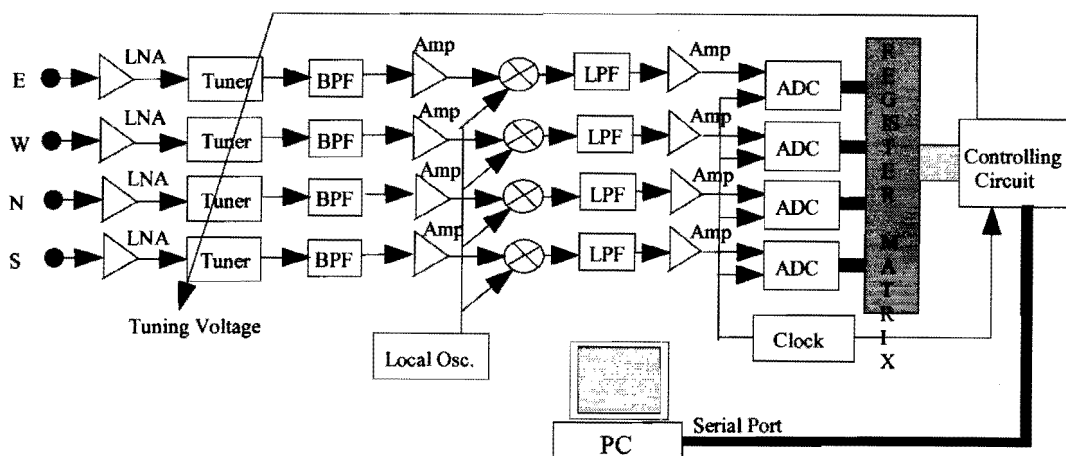 E LNA Tuner BPF Amp LPF Amp ADC
W LNA Tuner BPF Amp LPF Amp ADC
N LNA Tuner BPF Amp LPF Amp ADC
S LNA Tuner BPF Amp LPF Amp ADC
REGISTER MATRIX
Controlling
Circuit
Tuning Voltage
Local Osc.
Clock
Serial Port
PC